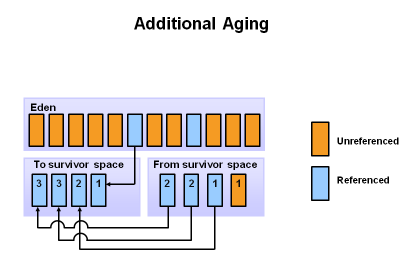 Additional Aging
Eden
Unreferenced
To survivor space
From survivor space
3 3 2 1
2 2 1 1
Referenced